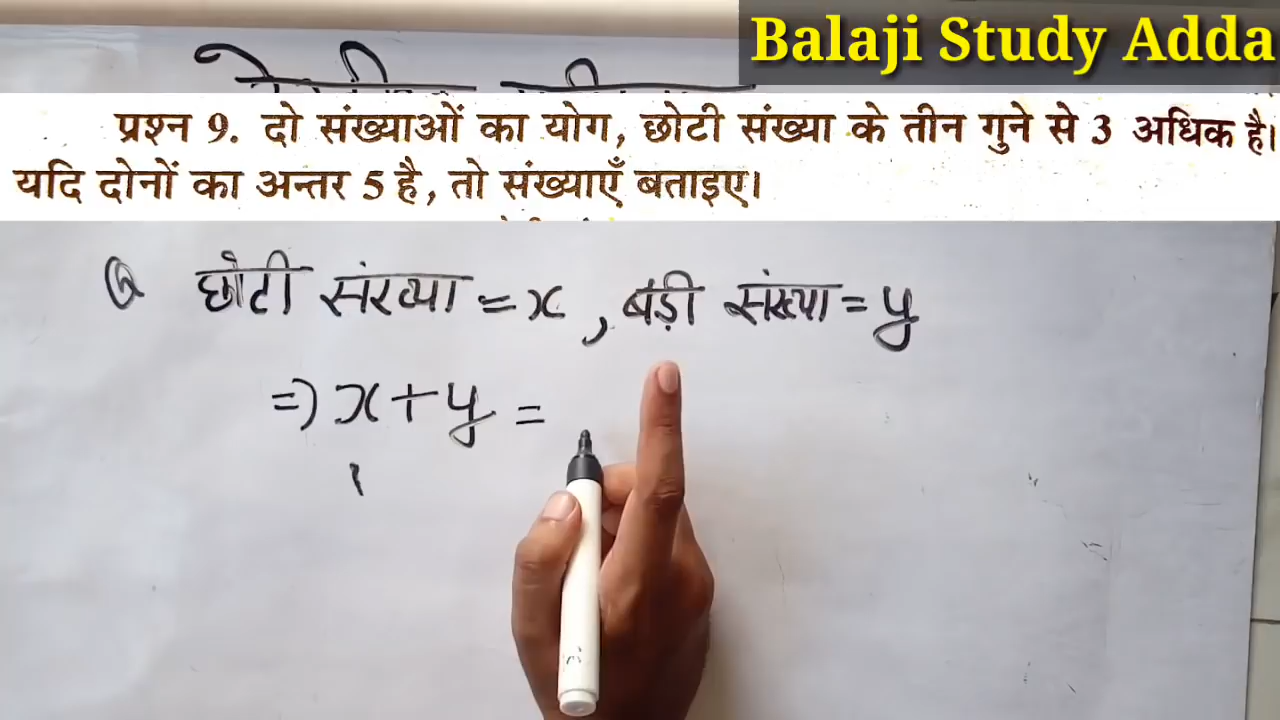 Balaji Study Adda
प्रश्न 9. दो संख्याओं का योग, छोटी संख्या के तीन गुने से 3 अधिक है।
यदि दोनों का अन्तर 5 है, तो संख्याएँ बताइए।
छोटी संख्या = x, बड़ी संख्या = y
=> x + y =